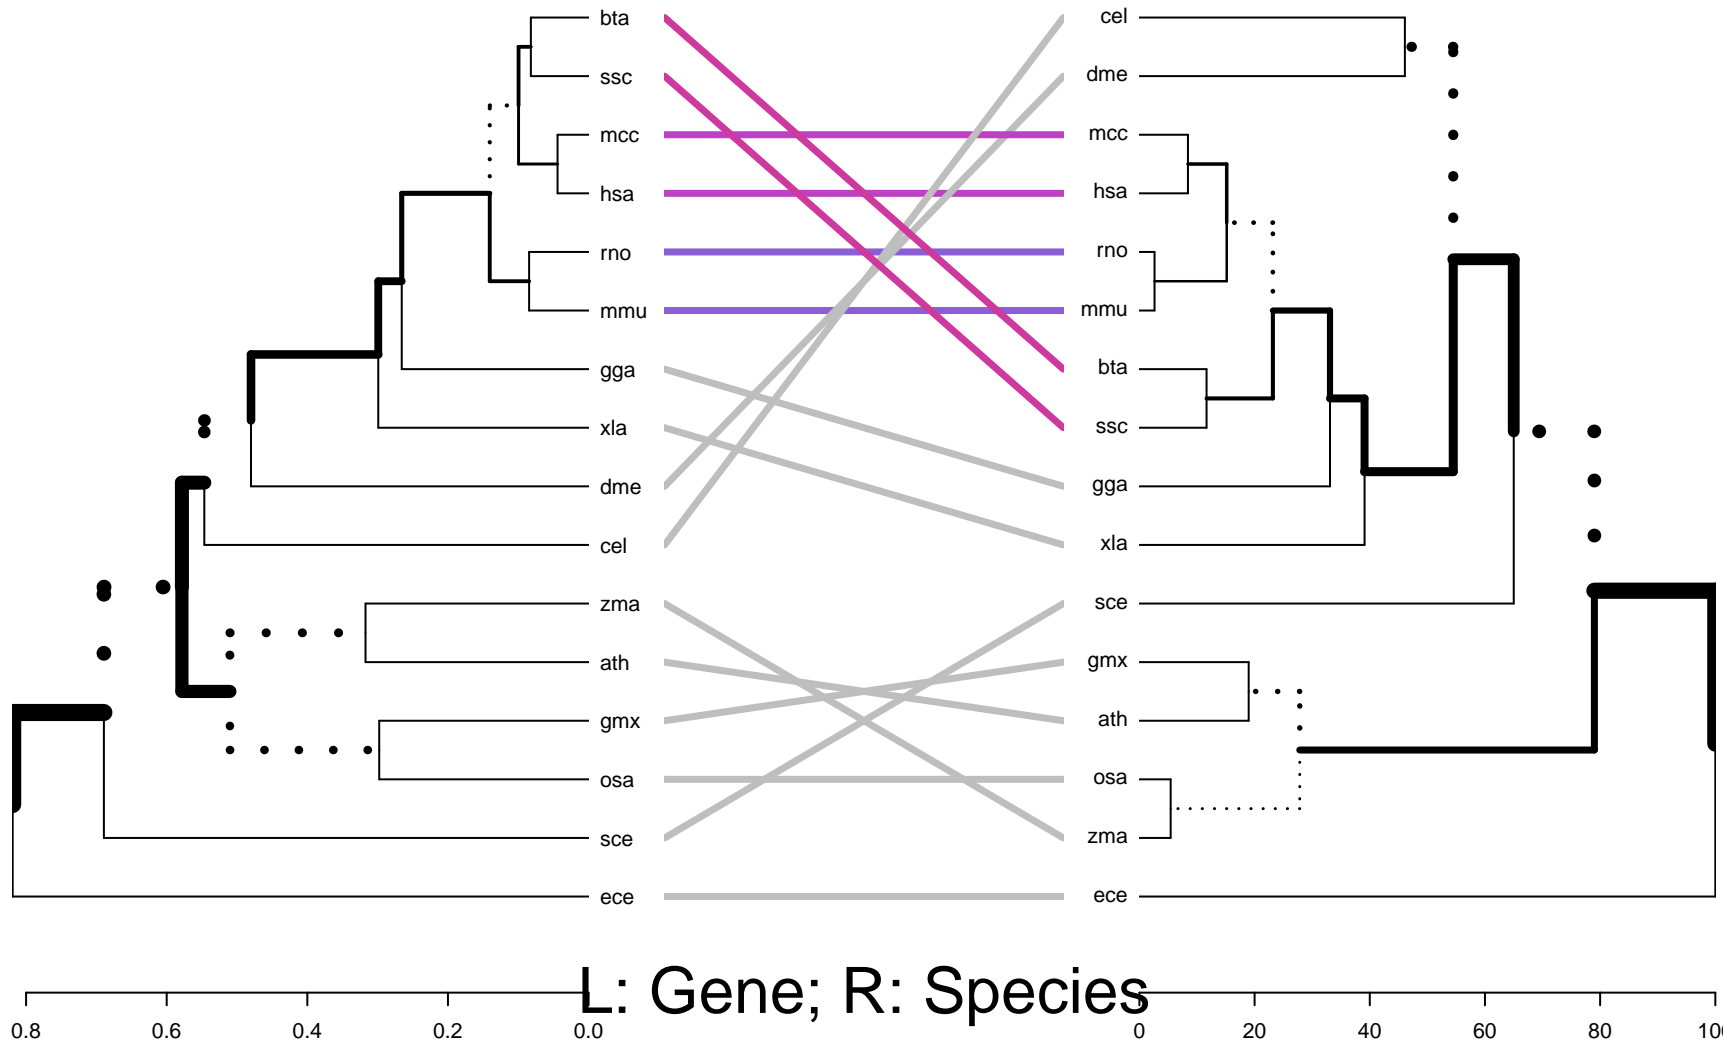 bta cel
ssc dme
mcc mcc
hsa hsa
rno rno
mmu mmu
gga bta
xla ssc
dme gga
cel xla
zma sce
ath gmx
gmx ath
osa osa
sce zma
ece ece
L: Gene; R: Species
0.8 0.6 0.4 0.2 0.0 0 20 40 60 80